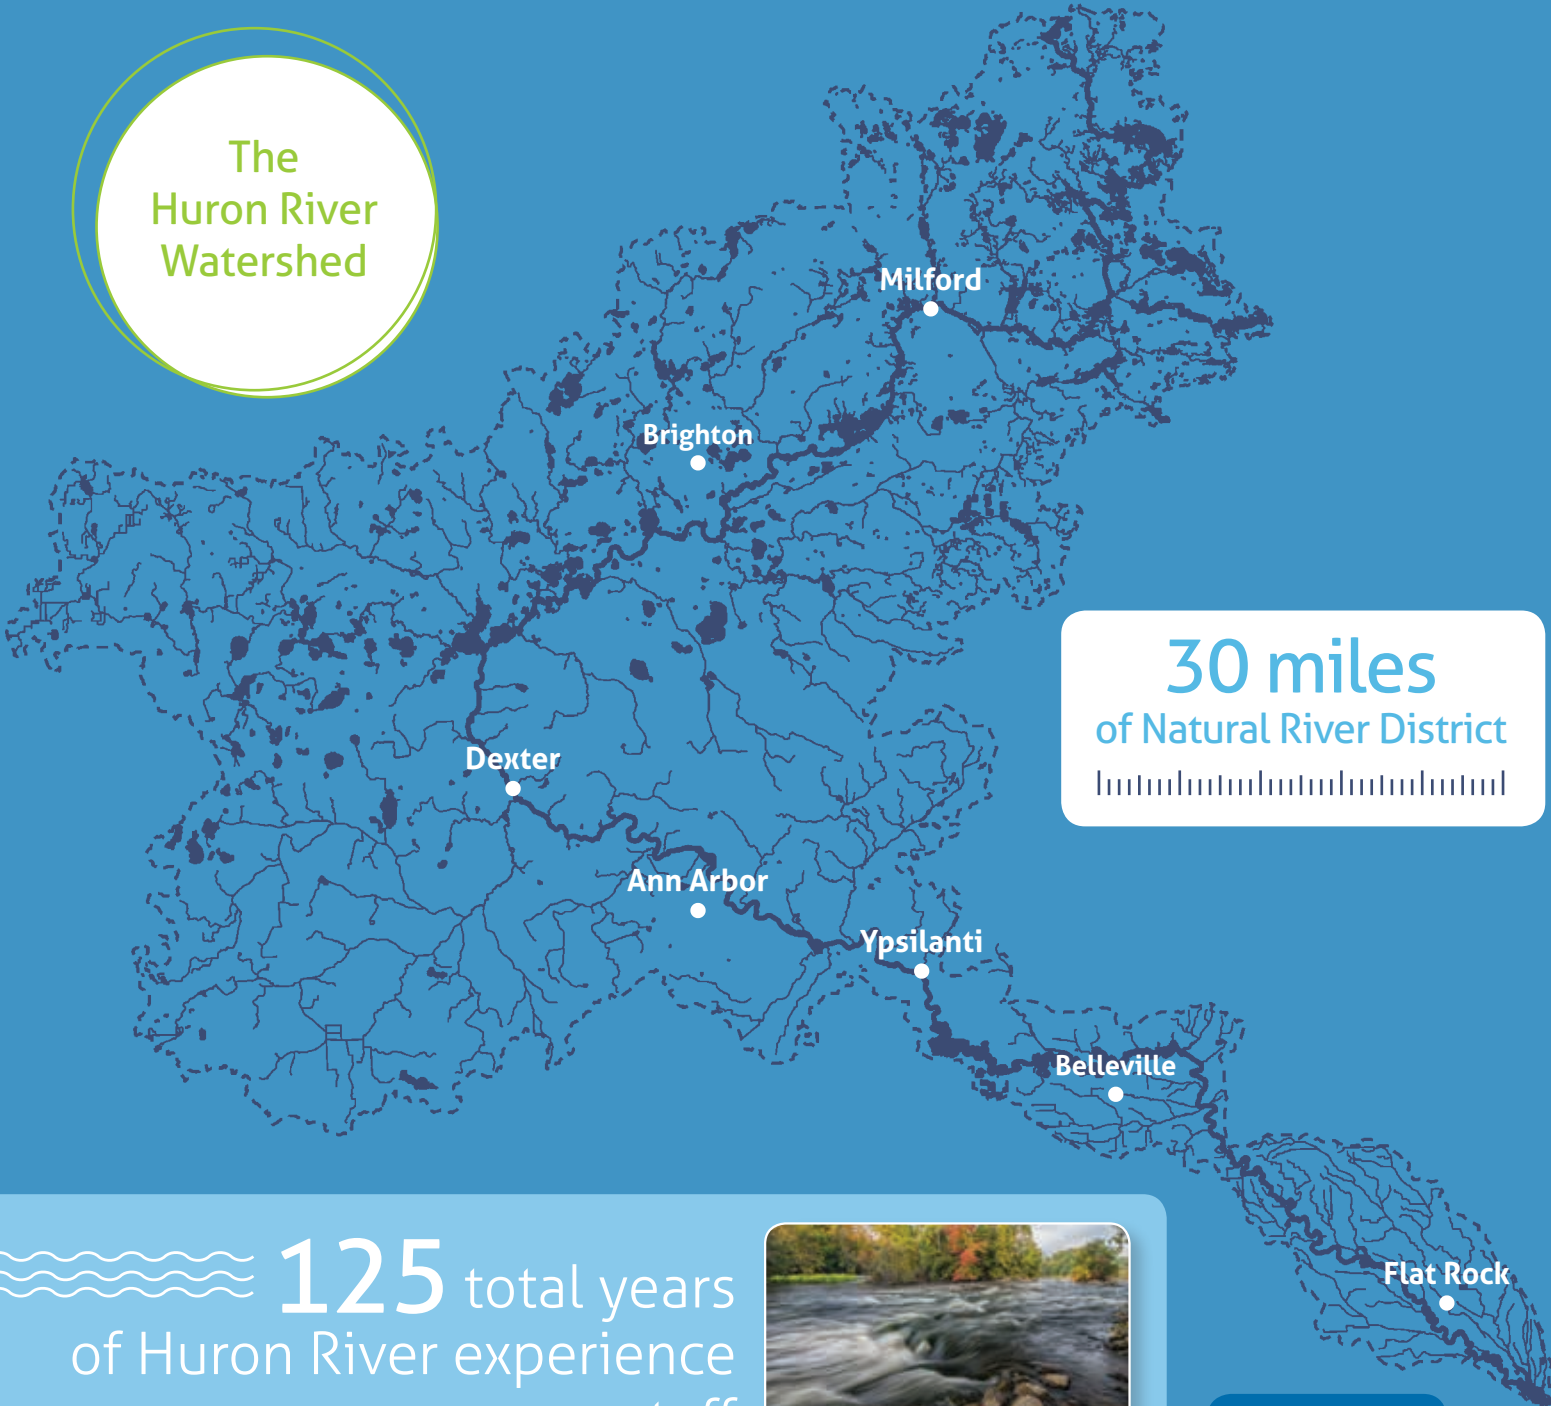 The
Huron River
Watershed
Milford
Brighton
30 miles
of Natural River District
Dexter
Ann Arbor
Ypsilanti
Belleville
Flat Rock
125 total years
of Huron River experience